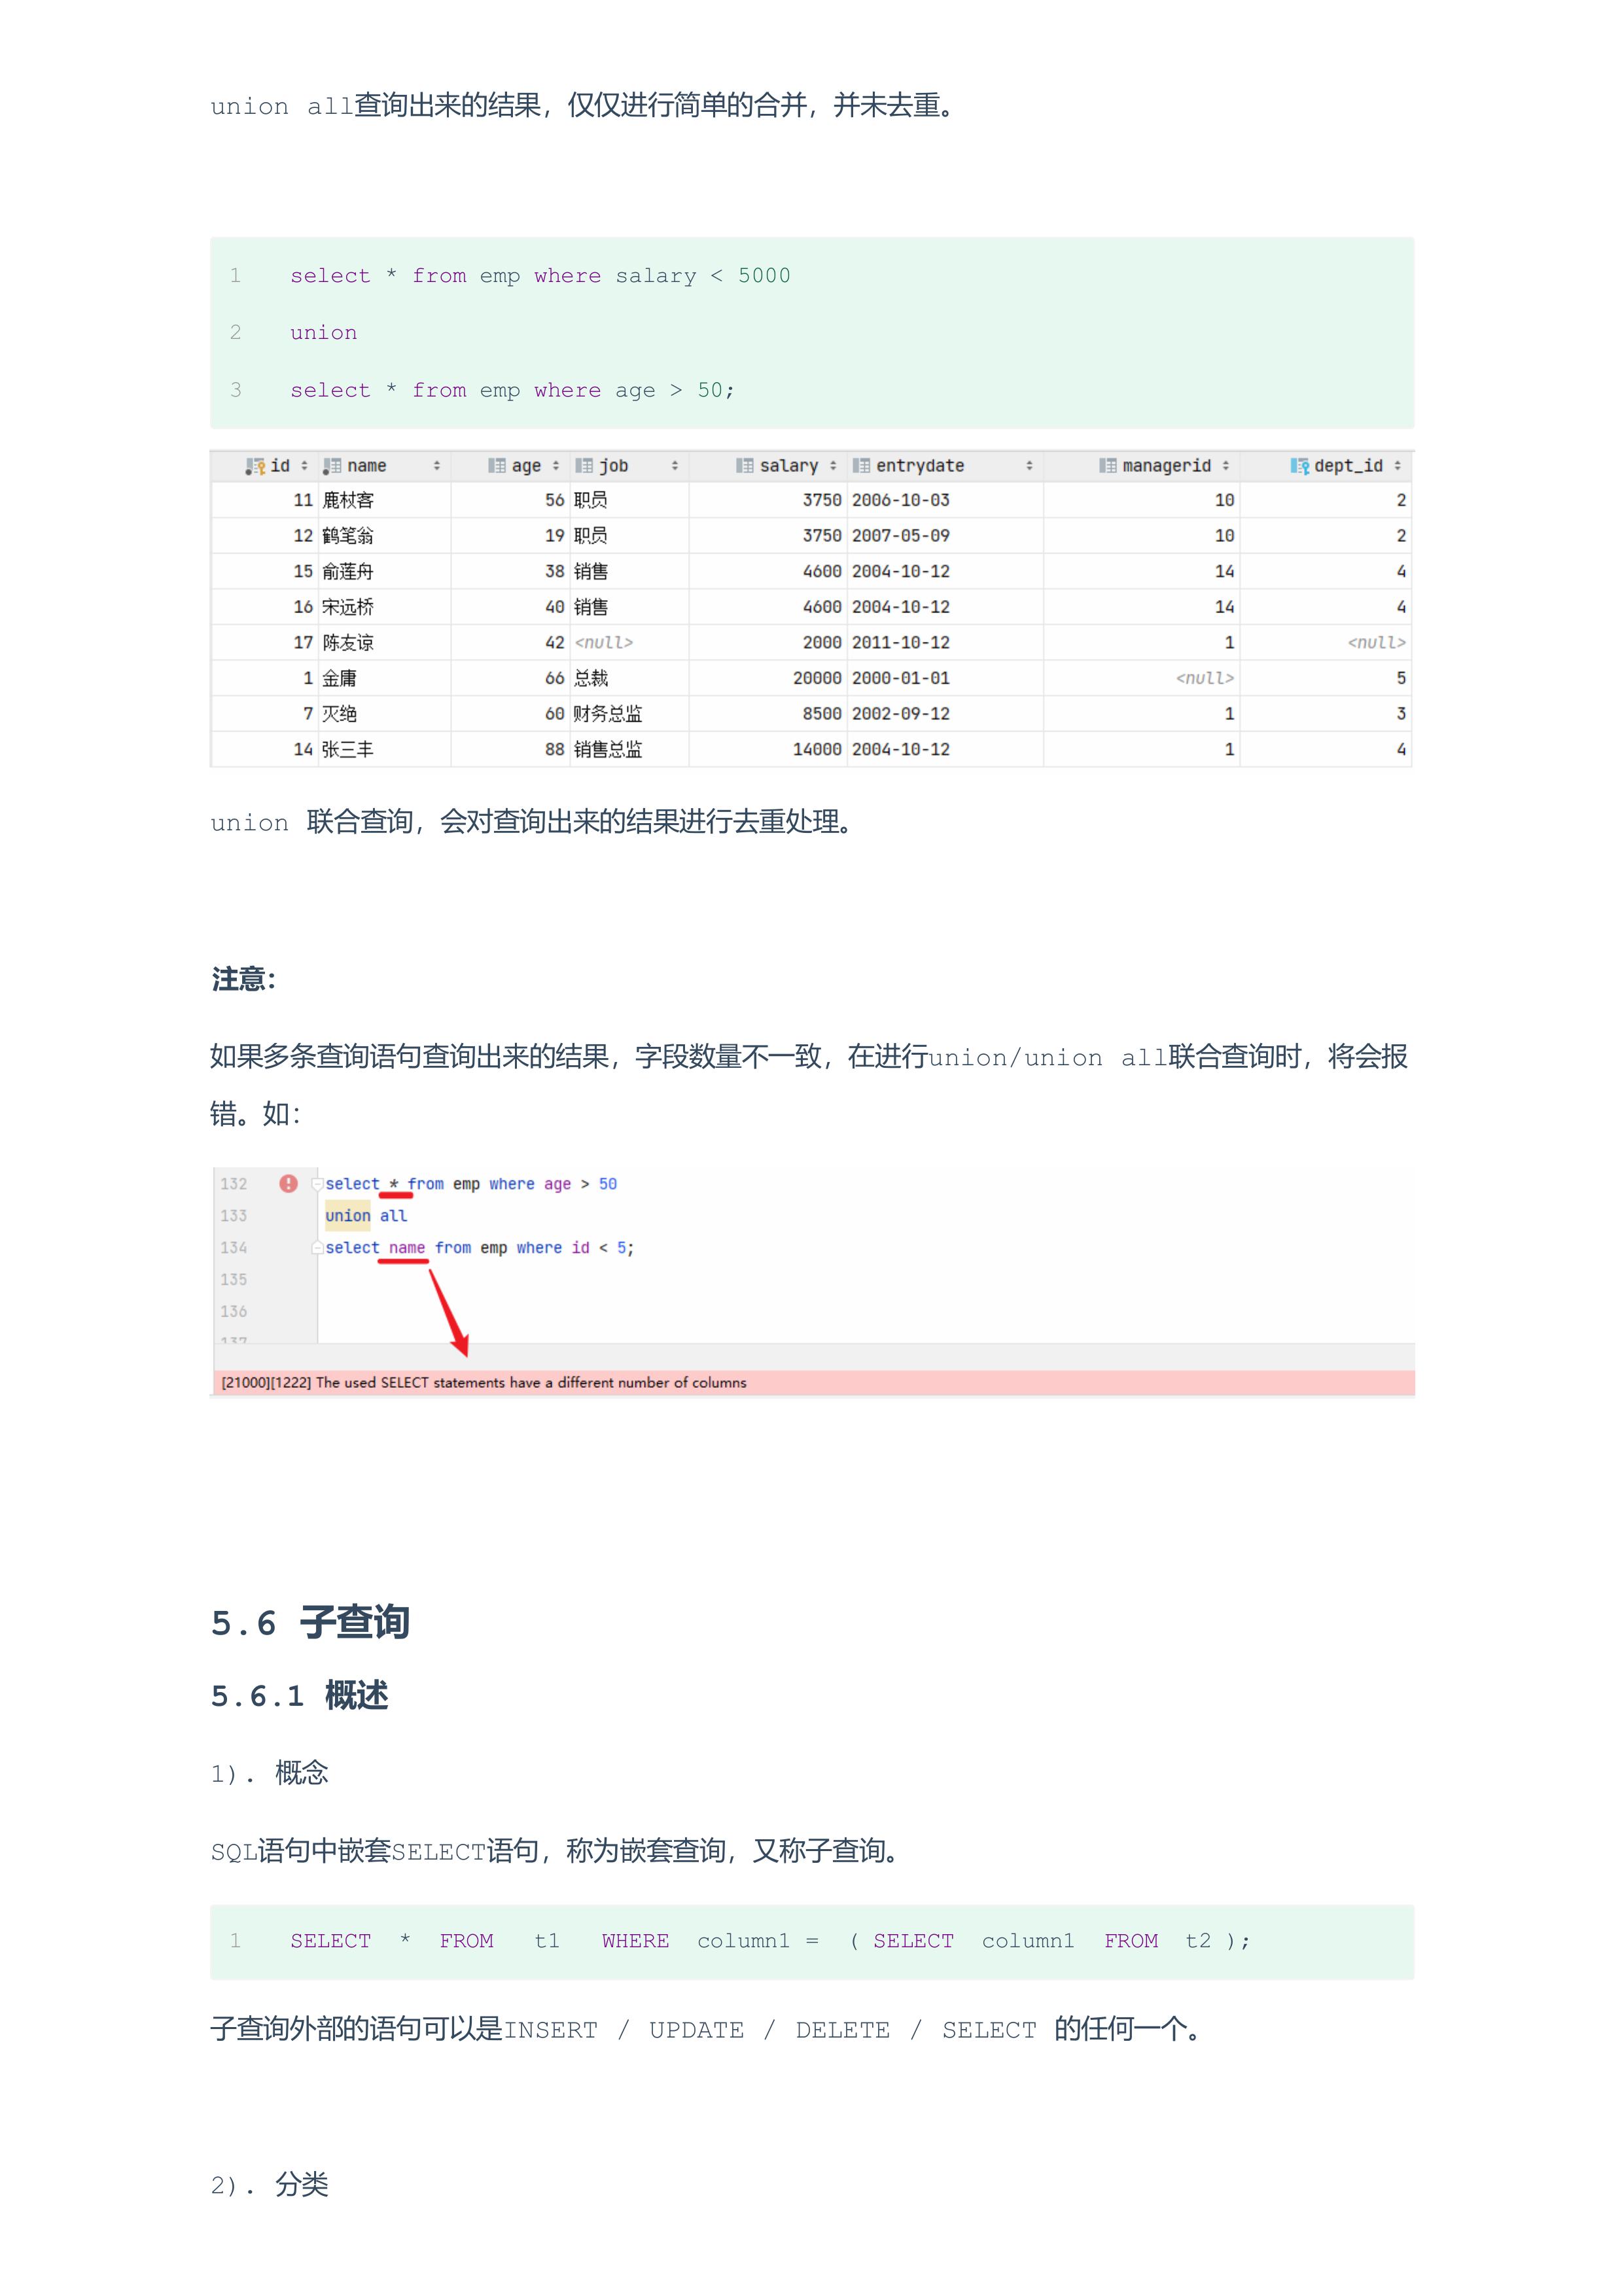 union all查询出来的结果，仅仅进行简单的合并，并未去重。
1 select * from emp where salary < 5000
2 union
3 select * from emp where age > 50;
id name age job salary entrydate managerid dept_id
11 鹿杖客 56 职员 3750 2006-10-03 10 2
12 鹤笔翁 19 职员 3750 2007-05-09 10 2
15 俞莲舟 38 销售 4600 2004-10-12 14 4
16 宋远桥 40 销售 4600 2004-10-12 14 4
17 陈友谅 42 <null> 2000 2011-10-12 1 <null>
1 金庸 66 总裁 20000 2000-01-01 <null> 5
7 灭绝 60 财务总监 8500 2002-09-12 1 3
14 张三丰 88 销售总监 14000 2004-10-12 1 4
union 联合查询，会对查询出来的结果进行去重处理。
注意：
如果多条查询语句查询出来的结果，字段数量不一致，在进行union/union all联合查询时，将会报
错。如：
132 select * from emp where age > 50
133 union all
134 select name from emp where id < 5;
135
136
137
[21000][1222] The used SELECT statements have a different number of columns
5.6 子查询
5.6.1 概述
1). 概念
SQL语句中嵌套SELECT语句，称为嵌套查询，又称子查询。
1 SELECT * FROM t1 WHERE column1 = ( SELECT column1 FROM t2 );
子查询外部的语句可以是INSERT / UPDATE / DELETE / SELECT 的任何一个。
2). 分类